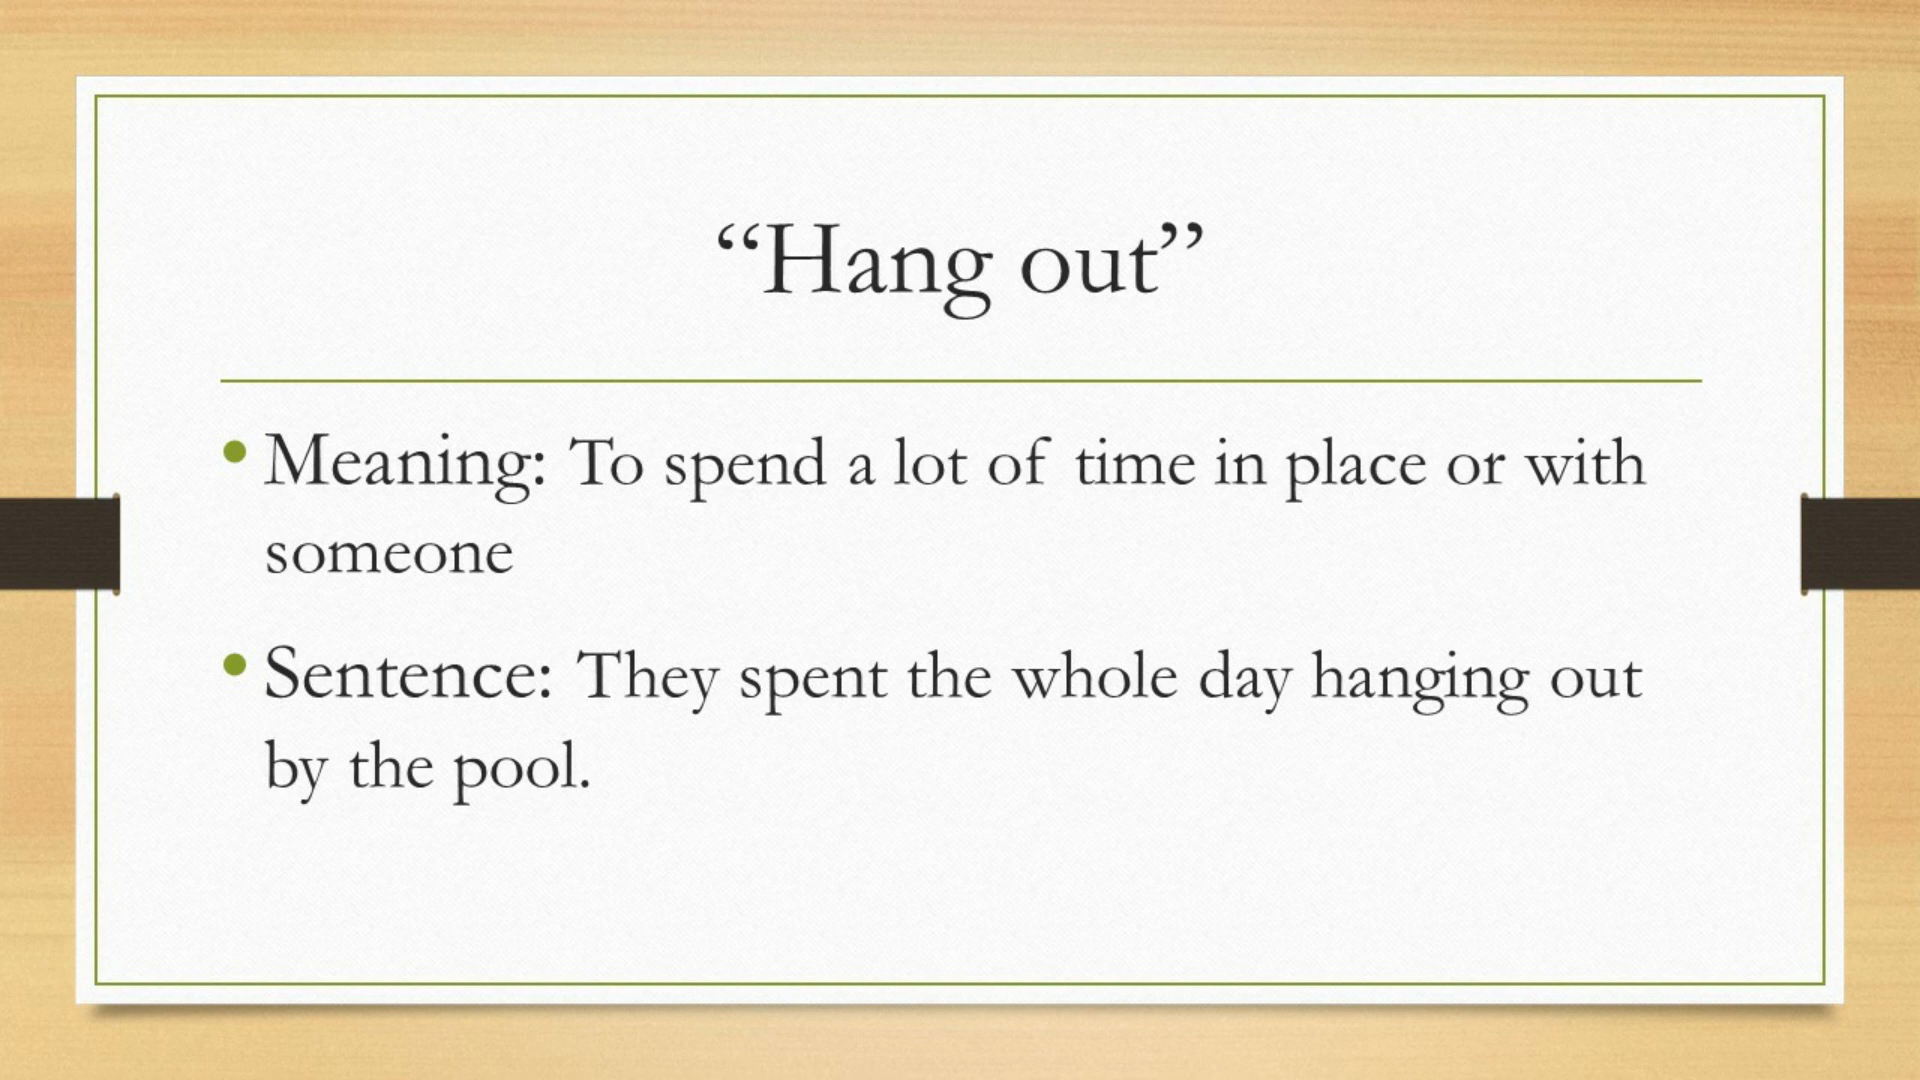 “Hang out”
• Meaning: To spend a lot of time in place or with
someone
• Sentence: They spent the whole day hanging out
by the pool.